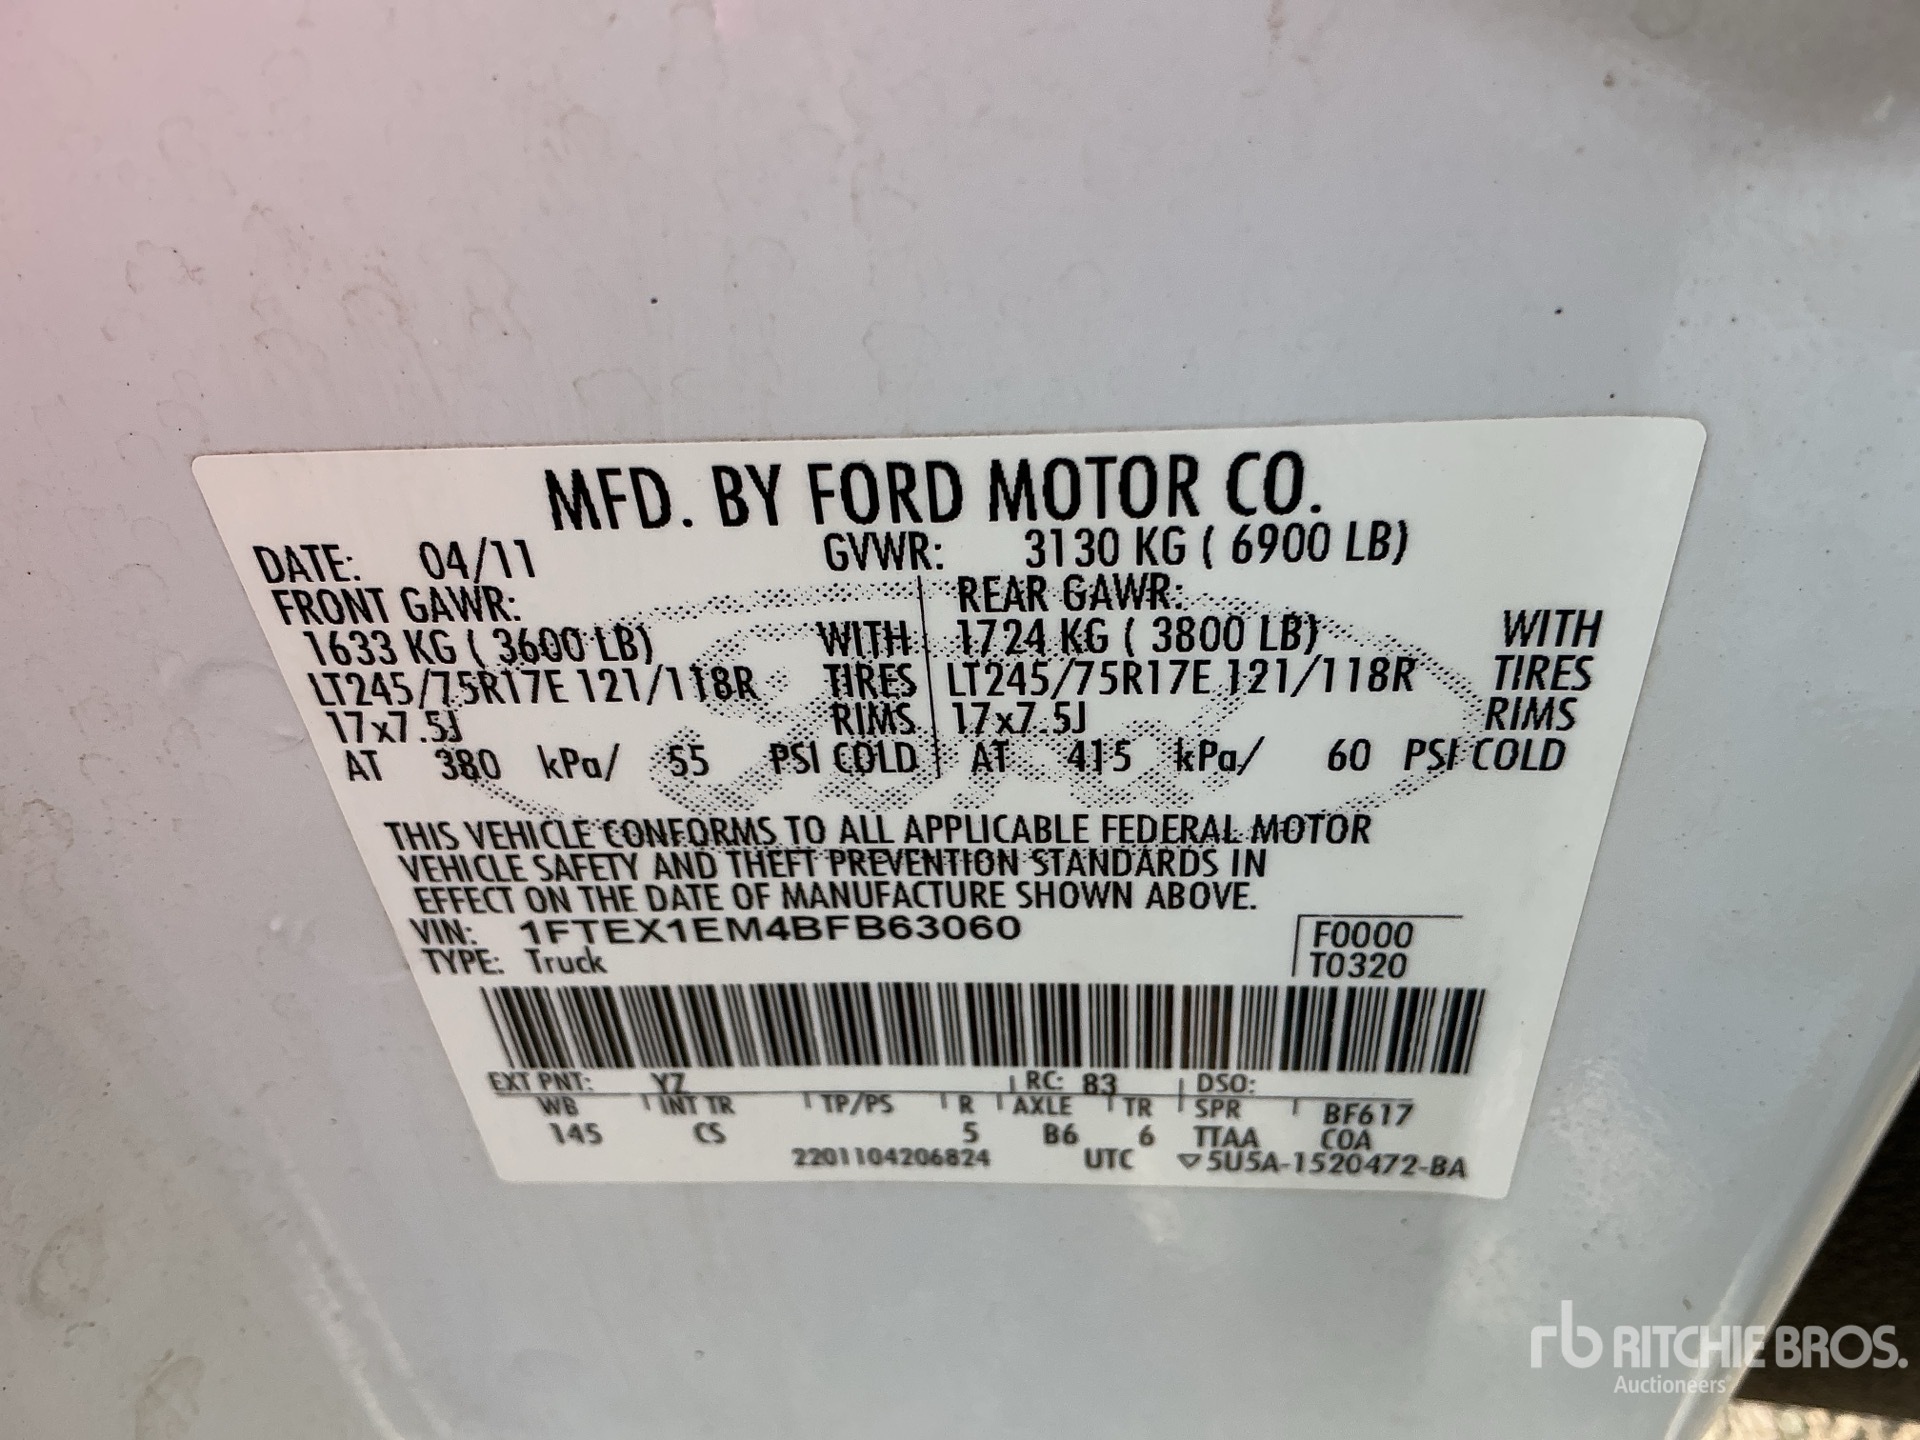 MFD. BY FORD MOTOR CO.
DATE: 04/11 GVWR: 3130 KG ( 6900 LB)
FRONT GAWR: REAR GAWR:
1633 KG ( 3600 LB) WITH 1724 KG ( 3800 LB) WITH
LT245/75R17E 121/118R TIRES LT245/75R17E 121/118R TIRES
17x7.5J RIMS 17x7.5J RIMS
AT 380 kPa/ 55 PSI COLD AT 415 kPa/ 60 PSI COLD
THIS VEHICLE CONFORMS TO ALL APPLICABLE FEDERAL MOTOR
VEHICLE SAFETY AND THEFT PREVENTION STANDARDS IN
EFFECT ON THE DATE OF MANUFACTURE SHOWN ABOVE.
VIN: 1FTEX1EM4BFB63060 F0000
TYPE: Truck T0320
EXT PNT: YZ RC: 83 DSO:
WB INT TR TP/PS R AXLE TR SPR BF617
145 CS 5 B6 6 TTAA COA
2201104206824 UTC ▽5U5A-1520472-BA
rb RITCHIE BROS.
Auctioneers